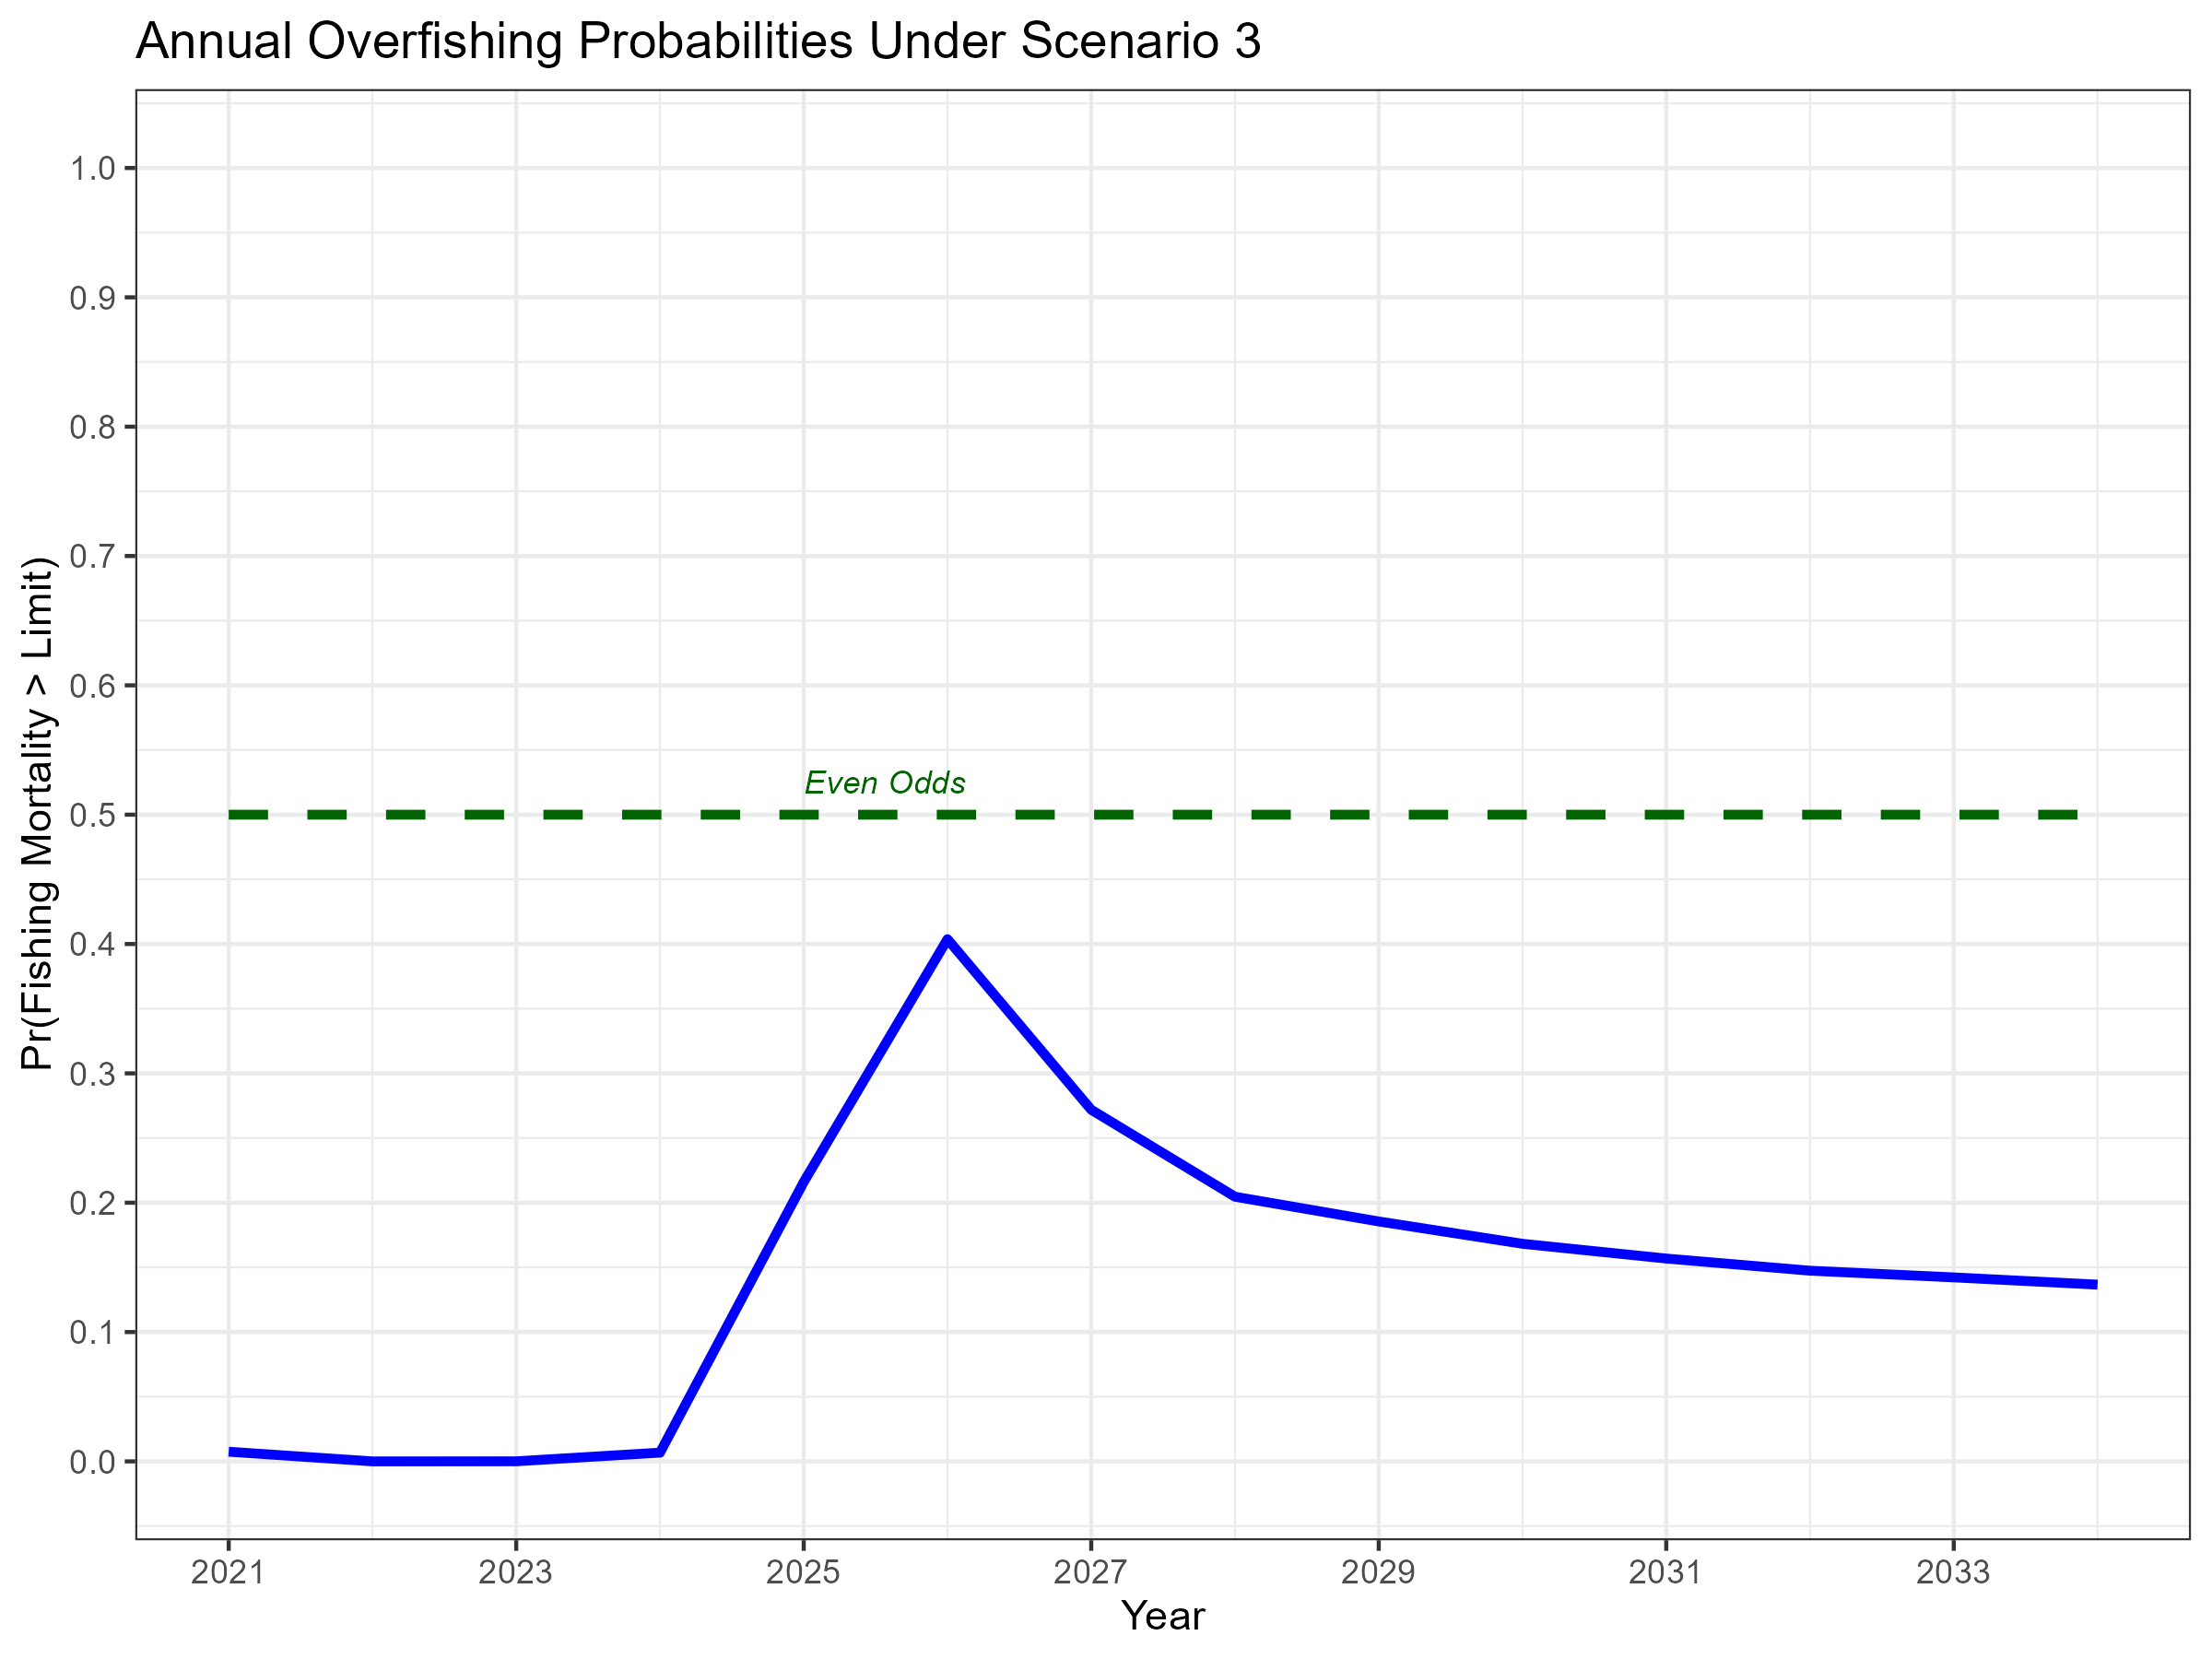 Annual Overfishing Probabilities Under Scenario 3
Pr(Fishing Mortality > Limit)
1.0
0.9
0.8
0.7
0.6
0.5
0.4
0.3
0.2
0.1
0.0
Even Odds
2021 2023 2025 2027 2029 2031 2033
Year